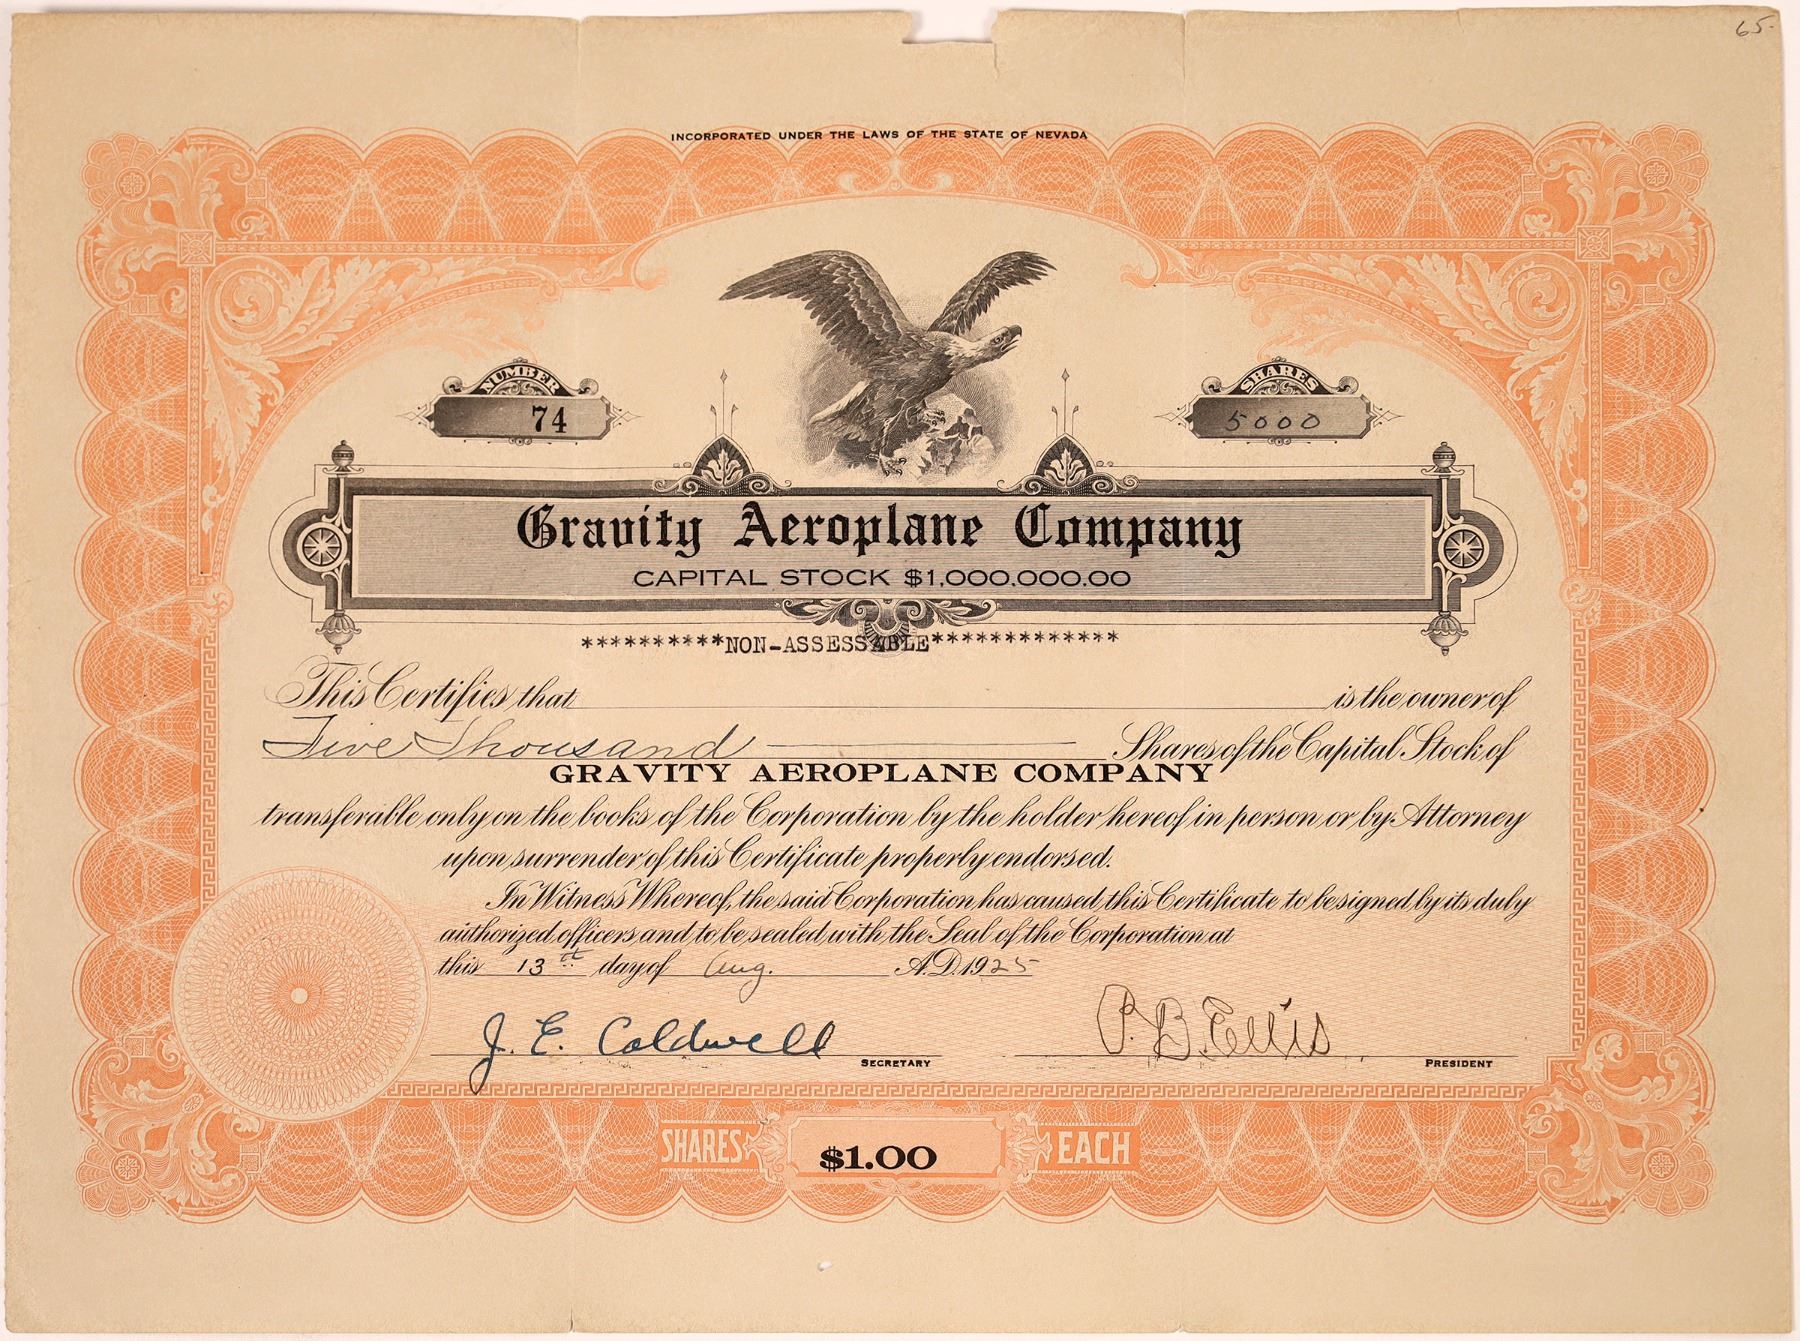 65-
INCORPORATED UNDER THE LAWS OF THE STATE OF NEVADA
NUMBER
74
SHARES
5000
Gravity Aeroplane Company
CAPITAL STOCK $1,000,000.00
**********NON-ASSESSABLE*************
This Certifies that is the owner of
Five Thousand Shares of the Capital Stock of
GRAVITY AEROPLANE COMPANY
transferable only on the books of the Corporation by the holder hereof in person or by Attorney
upon surrender of this Certificate properly endorsed.
In Witness Whereof, the said Corporation has caused this Certificate to be signed by its duly
authorized officers and to be sealed with the Seal of the Corporation at
this 13th day of Aug. A.D. 1925
J. E. Caldwell SECRETARY
P. B. Ellis PRESIDENT
SHARES $1.00 EACH